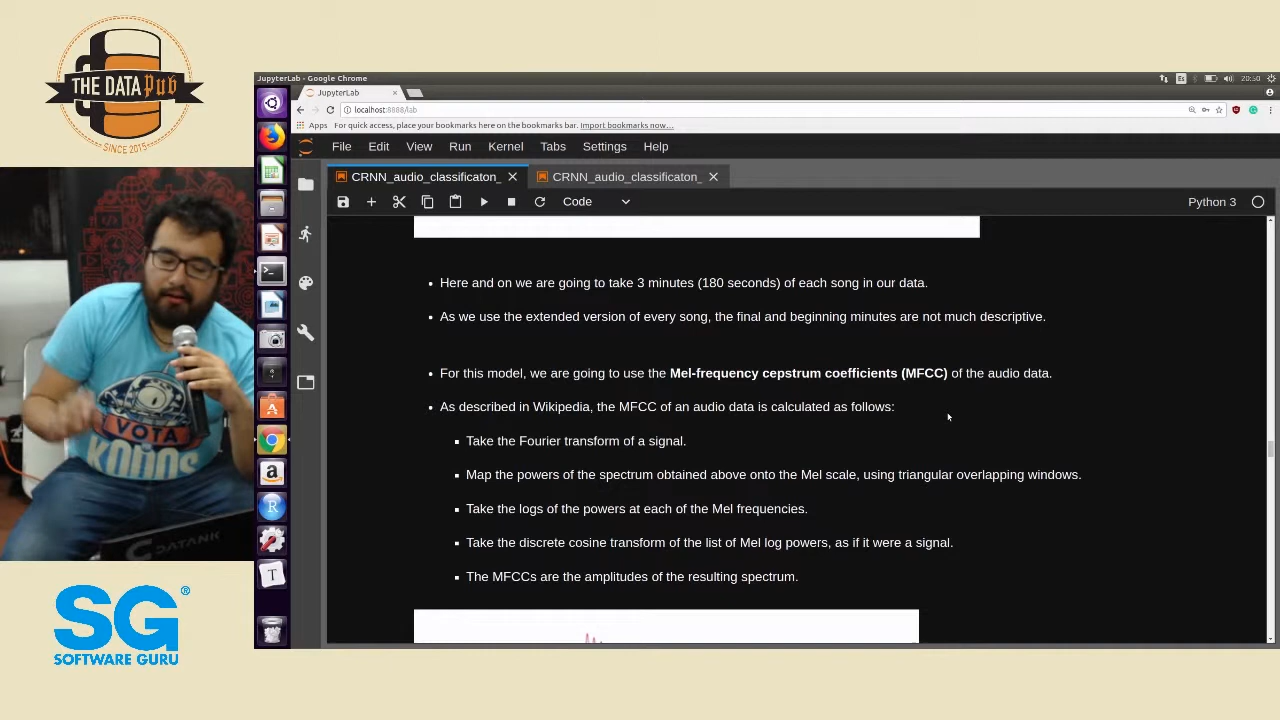 THE DATA Pub
SINCE 2015
JupyterLab - Google Chrome
Es
20:50
JupyterLab
localhost:8888/lab
Apps For quick access, place your bookmarks here on the bookmarks bar. Import bookmarks now...
File Edit View Run Kernel Tabs Settings Help
CRNN_audio_classificaton_
CRNN_audio_classificaton_
Code
Python 3
Here and on we are going to take 3 minutes (180 seconds) of each song in our data.
As we use the extended version of every song, the final and beginning minutes are not much descriptive.
For this model, we are going to use the Mel-frequency cepstrum coefficients (MFCC) of the audio data.
As described in Wikipedia, the MFCC of an audio data is calculated as follows:
Take the Fourier transform of a signal.
Map the powers of the spectrum obtained above onto the Mel scale, using triangular overlapping windows.
Take the logs of the powers at each of the Mel frequencies.
Take the discrete cosine transform of the list of Mel log powers, as if it were a signal.
The MFCCs are the amplitudes of the resulting spectrum.
VOTA
KODOS
DATANK
SG®
SOFTWARE GURU